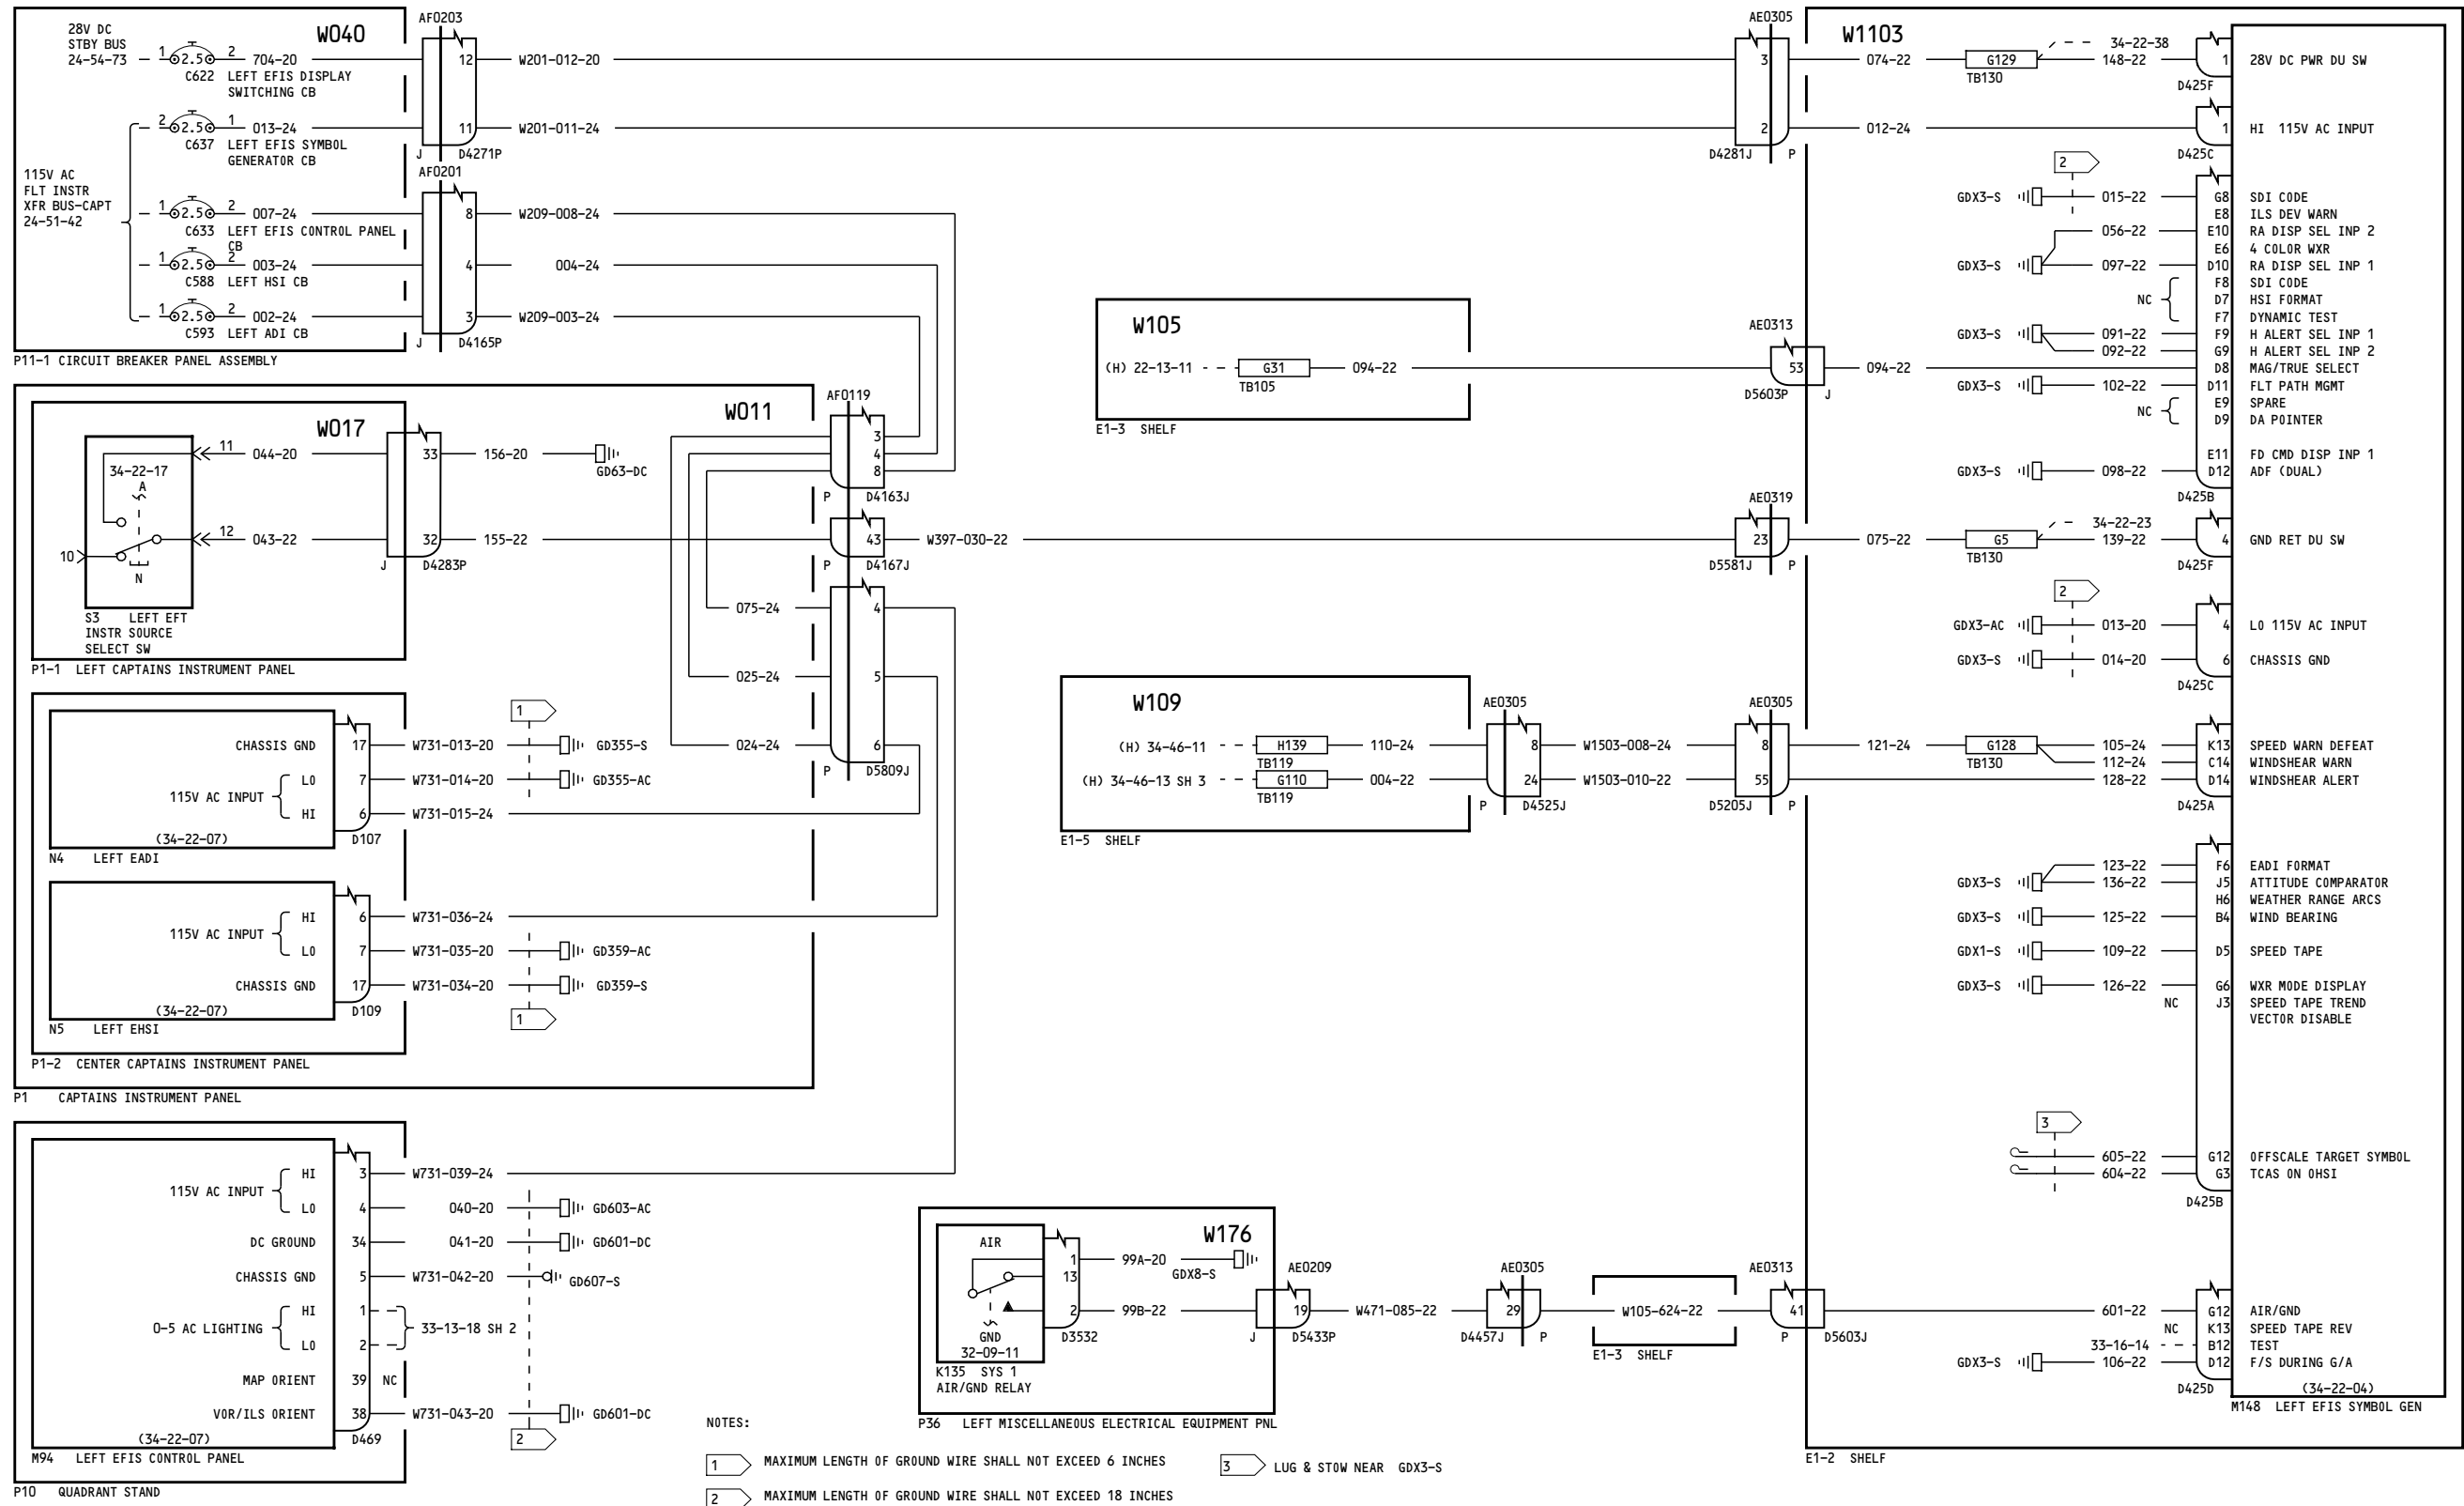 28V DC
STBY BUS
24-54-73
1 2.5 2 704-20
C622 LEFT EFIS DISPLAY
SWITCHING CB
W040
AF0203
12 W201-012-20
2 2.5 1 013-24
C637 LEFT EFIS SYMBOL
GENERATOR CB
11 W201-011-24
J D4271P
115V AC
FLT INSTR
XFR BUS-CAPT
24-51-42
AF0201
1 2.5 2 007-24
C633 LEFT EFIS CONTROL PANEL
CB
8 W209-008-24
1 2.5 2 003-24
C588 LEFT HSI CB
4 004-24
1 2.5 2 002-24
C593 LEFT ADI CB
3 W209-003-24
J D4165P
P11-1 CIRCUIT BREAKER PANEL ASSEMBLY
W011
W017
34-22-17
A
N
10
11 044-20
12 043-22
33 156-20
GD63-DC
32 155-22
J D4283P
S3 LEFT EFT
INSTR SOURCE
SELECT SW
P1-1 LEFT CAPTAINS INSTRUMENT PANEL
AF0119
3
4
8
P D4163J
43 W397-030-22
P D4167J
075-24 4
025-24 5
024-24 6
P D5809J
1
CHASSIS GND 17 W731-013-20 GD355-S
115V AC INPUT
LO 7 W731-014-20 GD355-AC
HI 6 W731-015-24
(34-22-07) D107
N4 LEFT EADI
115V AC INPUT
HI 6 W731-036-24
LO 7 W731-035-20 GD359-AC
CHASSIS GND 17 W731-034-20 GD359-S
(34-22-07) D109
1
N5 LEFT EHSI
P1-2 CENTER CAPTAINS INSTRUMENT PANEL
P1 CAPTAINS INSTRUMENT PANEL
115V AC INPUT
HI 3 W731-039-24
LO 4 040-20 GD603-AC
DC GROUND 34 041-20 GD601-DC
CHASSIS GND 5 W731-042-20 GD607-S
0-5 AC LIGHTING
HI 1
33-13-18 SH 2
LO 2
MAP ORIENT 39 NC
VOR/ILS ORIENT 38 W731-043-20 GD601-DC
(34-22-07) D469
2
M94 LEFT EFIS CONTROL PANEL
P10 QUADRANT STAND
W105
(H) 22-13-11 G31 094-22
TB105
E1-3 SHELF
AE0313
53 094-22
D5603P J
W109
(H) 34-46-11 H139 110-24
TB119
(H) 34-46-13 SH 3 G110 004-22
TB119
E1-5 SHELF
AE0305
8 W1503-008-24
24 W1503-010-22
P D4525J
AE0305
8 121-24
55
D5205J P
W176
AIR
GND
32-09-11
1 99A-20
GDX8-S
13
2 99B-22
D3532
K135 SYS 1
AIR/GND RELAY
P36 LEFT MISCELLANEOUS ELECTRICAL EQUIPMENT PNL
AE0209
19 W471-085-22
J D5433P
AE0305
29
D4457J P
W105-624-22
E1-3 SHELF
AE0313
41
P D5603J
AE0305
3
2
D4281J P
AE0319
23
D5581J P
W1103
074-22 G129
TB130
34-22-38
148-22 1 28V DC PWR DU SW
D425F
012-24 1 HI 115V AC INPUT
D425C
2
GDX3-S 015-22 G8 SDI CODE
E8 ILS DEV WARN
056-22 E10 RA DISP SEL INP 2
E6 4 COLOR WXR
GDX3-S 097-22 D10 RA DISP SEL INP 1
F8 SDI CODE
NC D7 HSI FORMAT
F7 DYNAMIC TEST
GDX3-S 091-22 F9 H ALERT SEL INP 1
092-22 G9 H ALERT SEL INP 2
D8 MAG/TRUE SELECT
GDX3-S 102-22 D11 FLT PATH MGMT
NC E9 SPARE
D9 DA POINTER
E11 FD CMD DISP INP 1
GDX3-S 098-22 D12 ADF (DUAL)
D425B
34-22-23
075-22 G5 139-22 4 GND RET DU SW
TB130
D425F
2
GDX3-AC 013-20 4 LO 115V AC INPUT
GDX3-S 014-20 6 CHASSIS GND
D425C
G128 105-24 K13 SPEED WARN DEFEAT
TB130 112-24 C14 WINDSHEAR WARN
128-22 D14 WINDSHEAR ALERT
D425A
123-22 F6 EADI FORMAT
GDX3-S 136-22 J5 ATTITUDE COMPARATOR
H6 WEATHER RANGE ARCS
GDX3-S 125-22 B4 WIND BEARING
GDX1-S 109-22 D5 SPEED TAPE
GDX3-S 126-22 G6 WXR MODE DISPLAY
NC J3 SPEED TAPE TREND
VECTOR DISABLE
3
605-22 G12 OFFSCALE TARGET SYMBOL
604-22 G3 TCAS ON OHSI
D425B
601-22 G12 AIR/GND
NC K13 SPEED TAPE REV
33-16-14 B12 TEST
GDX3-S 106-22 D12 F/S DURING G/A
D425D
(34-22-04)
M148 LEFT EFIS SYMBOL GEN
E1-2 SHELF
NOTES:
1 MAXIMUM LENGTH OF GROUND WIRE SHALL NOT EXCEED 6 INCHES
2 MAXIMUM LENGTH OF GROUND WIRE SHALL NOT EXCEED 18 INCHES
3 LUG & STOW NEAR GDX3-S